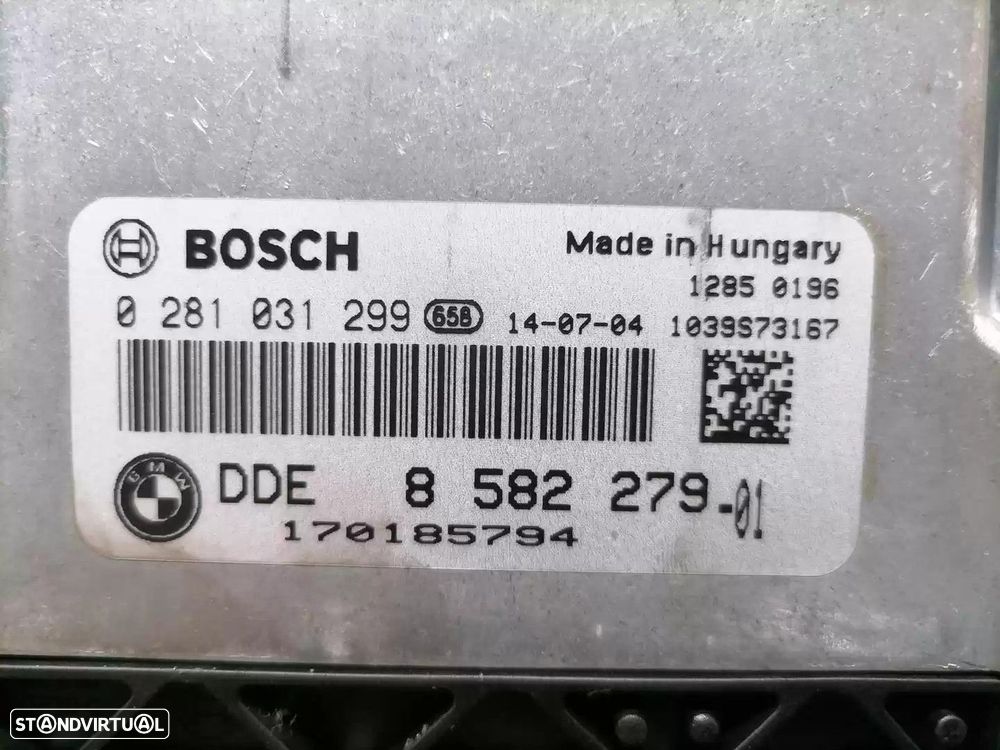 BOSCH
Made in Hungary
1285 0196
0 281 031 299 658 14-07-04 1039S73167
BMW DDE 8 582 279-01
170185794
STANDVIRTUAL